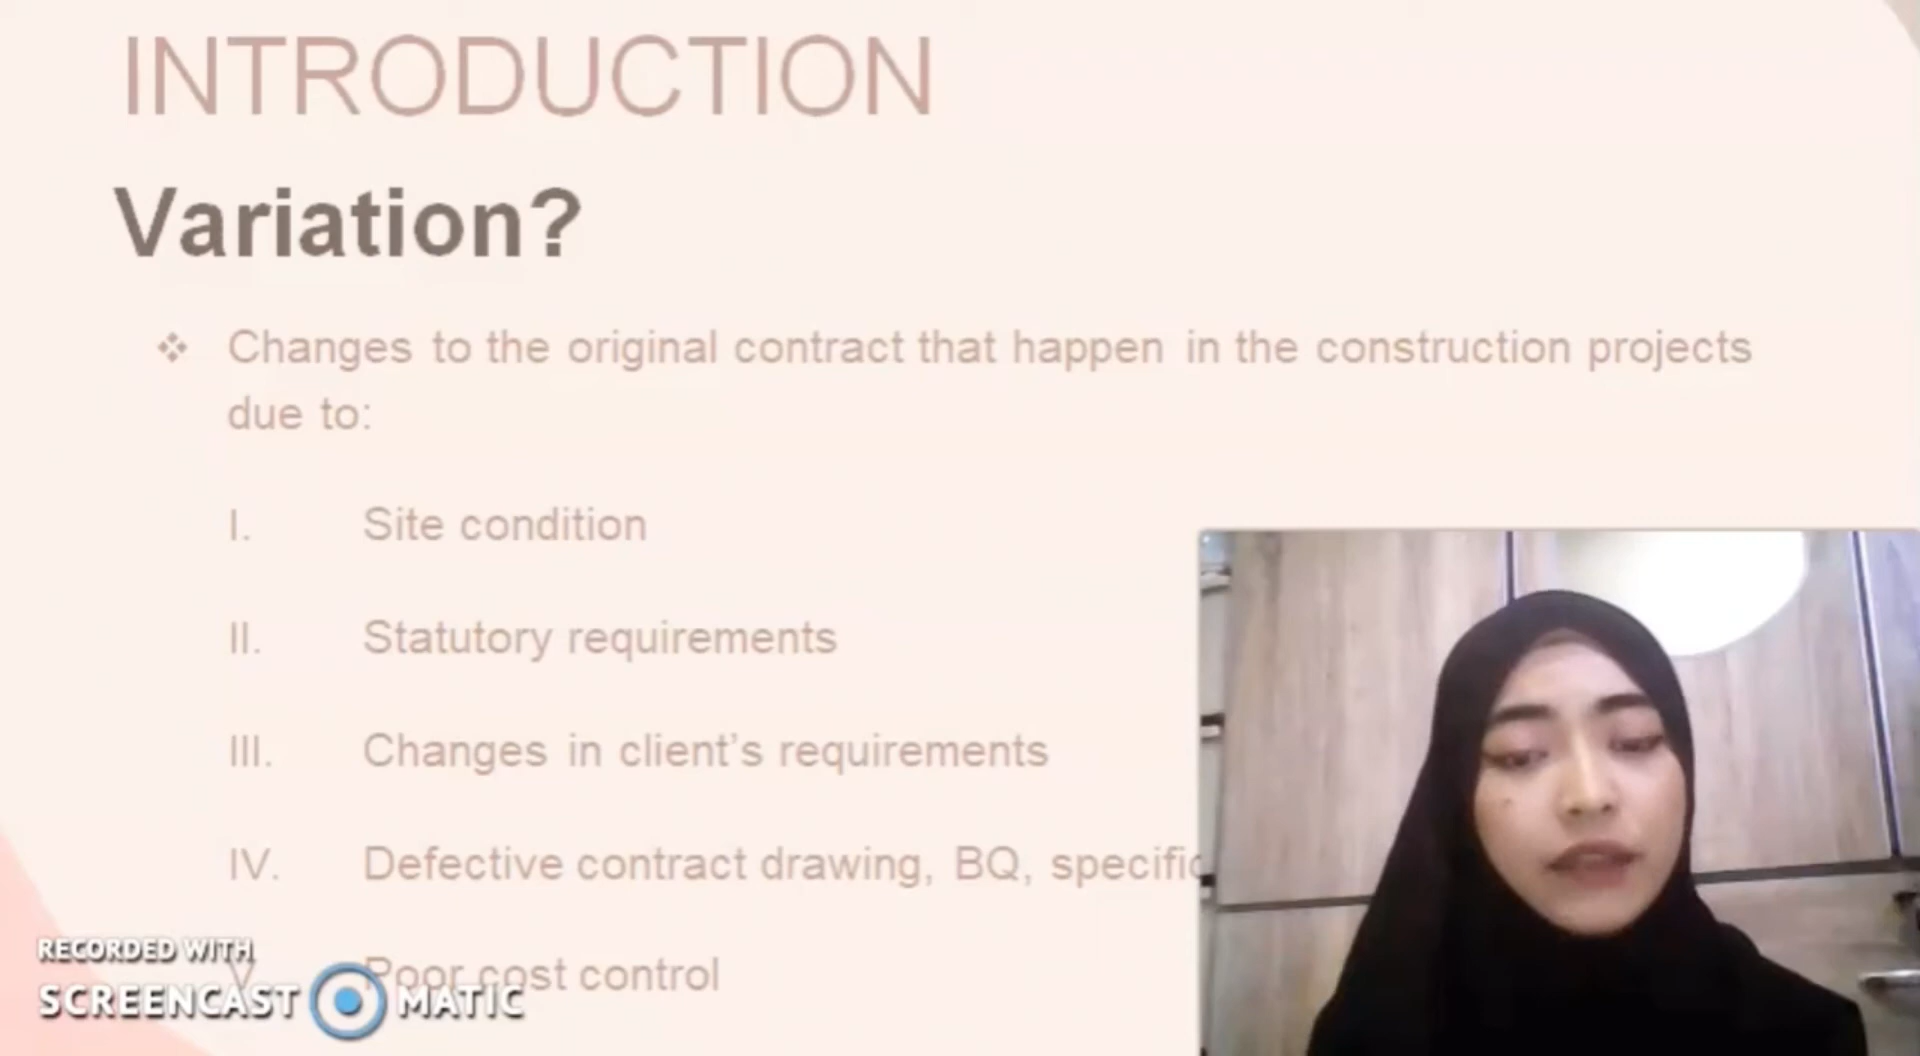 INTRODUCTION
Variation?
❖ Changes to the original contract that happen in the construction projects
due to:
I. Site condition
II. Statutory requirements
III. Changes in client’s requirements
IV. Defective contract drawing, BQ,
V. Poor cost control
RECORDED WITH
SCREENCAST MATIC